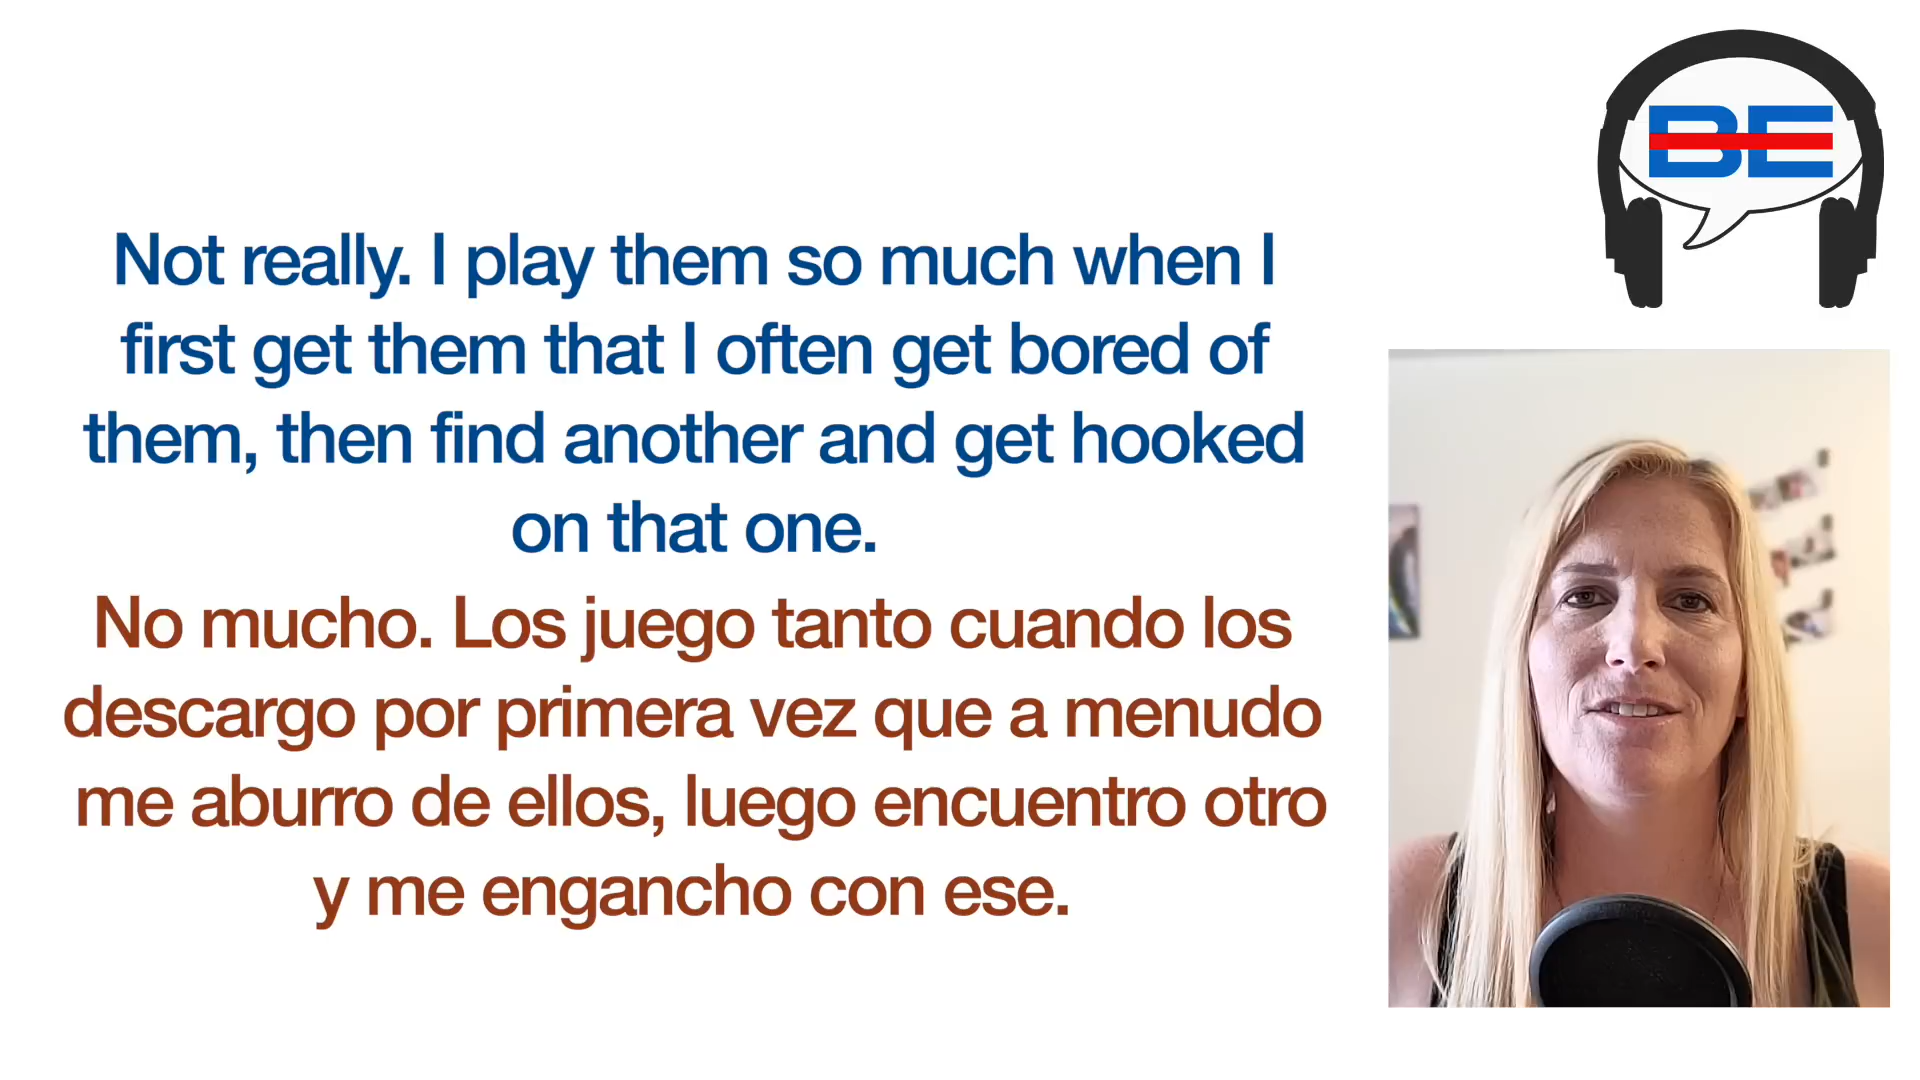 BE
Not really. I play them so much when I
first get them that I often get bored of
them, then find another and get hooked
on that one.
No mucho. Los juego tanto cuando los
descargo por primera vez que a menudo
me aburro de ellos, luego encuentro otro
y me engancho con ese.